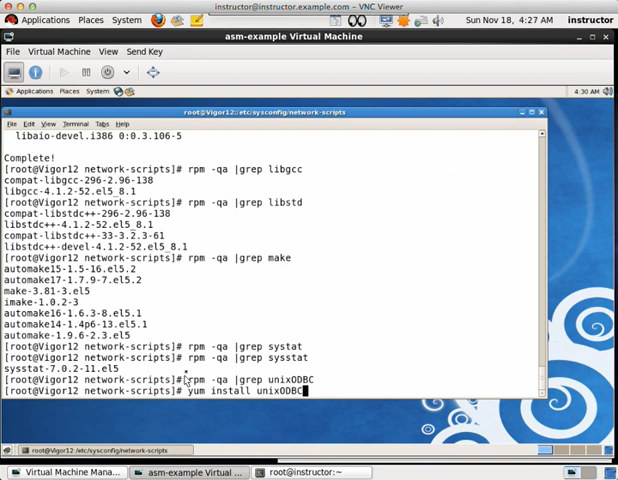 instructor@instructor.example.com - VNC Viewer
Applications Places System Sun Nov 18, 4:27 AM instructor
asm-example Virtual Machine
File Virtual Machine View Send Key
Applications Places System 4:30 AM
root@Vigor12:/etc/sysconfig/network-scripts
File Edit View Terminal Tabs Help
libaio-devel.i386 0:0.3.106-5
Complete!
[root@Vigor12 network-scripts]# rpm -qa |grep libgcc
compat-libgcc-296-2.96-138
libgcc-4.1.2-52.el5_8.1
[root@Vigor12 network-scripts]# rpm -qa |grep libstd
compat-libstdc++-296-2.96-138
libstdc++-4.1.2-52.el5_8.1
compat-libstdc++-33-3.2.3-61
libstdc++-devel-4.1.2-52.el5_8.1
[root@Vigor12 network-scripts]# rpm -qa |grep make
automake15-1.5-16.el5.2
automake17-1.7.9-7.el5.2
make-3.81-3.el5
imake-1.0.2-3
automake16-1.6.3-8.el5.1
automake14-1.4p6-13.el5.1
automake-1.9.6-2.3.el5
[root@Vigor12 network-scripts]# rpm -qa |grep systat
[root@Vigor12 network-scripts]# rpm -qa |grep sysstat
sysstat-7.0.2-11.el5
[root@Vigor12 network-scripts]# rpm -qa |grep unixODBC
[root@Vigor12 network-scripts]# yum install unixODBC
root@Vigor12:/etc/sysconfig/network-scripts
Virtual Machine Mana... asm-example Virtual ... root@instructor:~